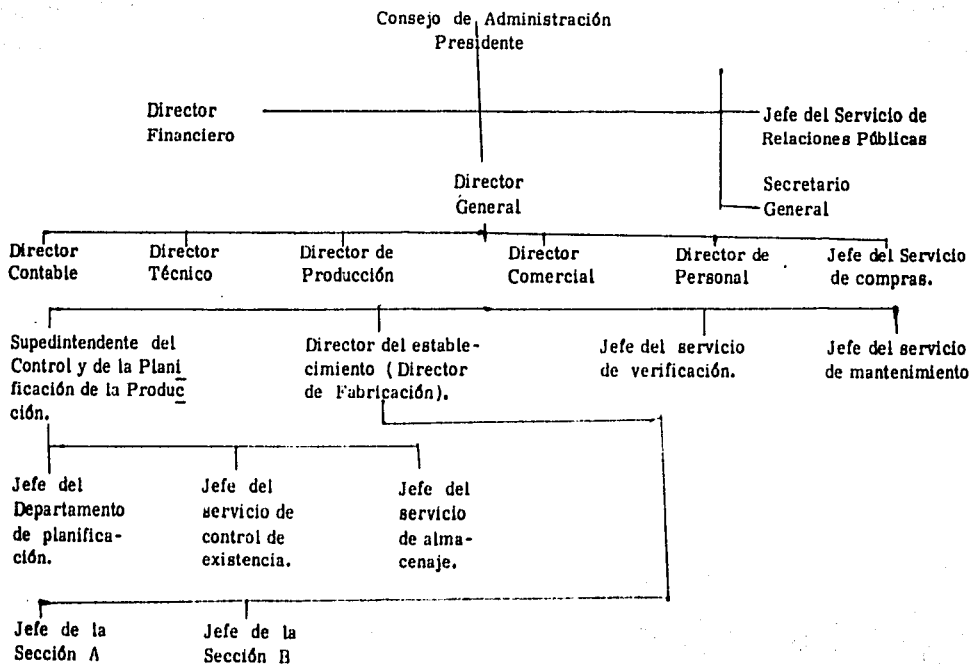 Consejo de Administración
Presidente
Director
Financiero
Jefe del Servicio de
Relaciones Públicas
Director
General
Secretario
General
Director
Contable
Director
Técnico
Director de
Producción
Director
Comercial
Director de
Personal
Jefe del Servicio
de compras.
Supedintendente del
Control y de la Plani
ficación de la Produc
ción.
Director del estable-
cimiento (Director
de Fabricación).
Jefe del servicio
de verificación.
Jefe del servicio
de mantenimiento
Jefe del
Departamento
de planifica-
ción.
Jefe del
servicio de
control de
existencia.
Jefe del
servicio
de alma-
cenaje.
Jefe de la
Sección A
Jefe de la
Sección B